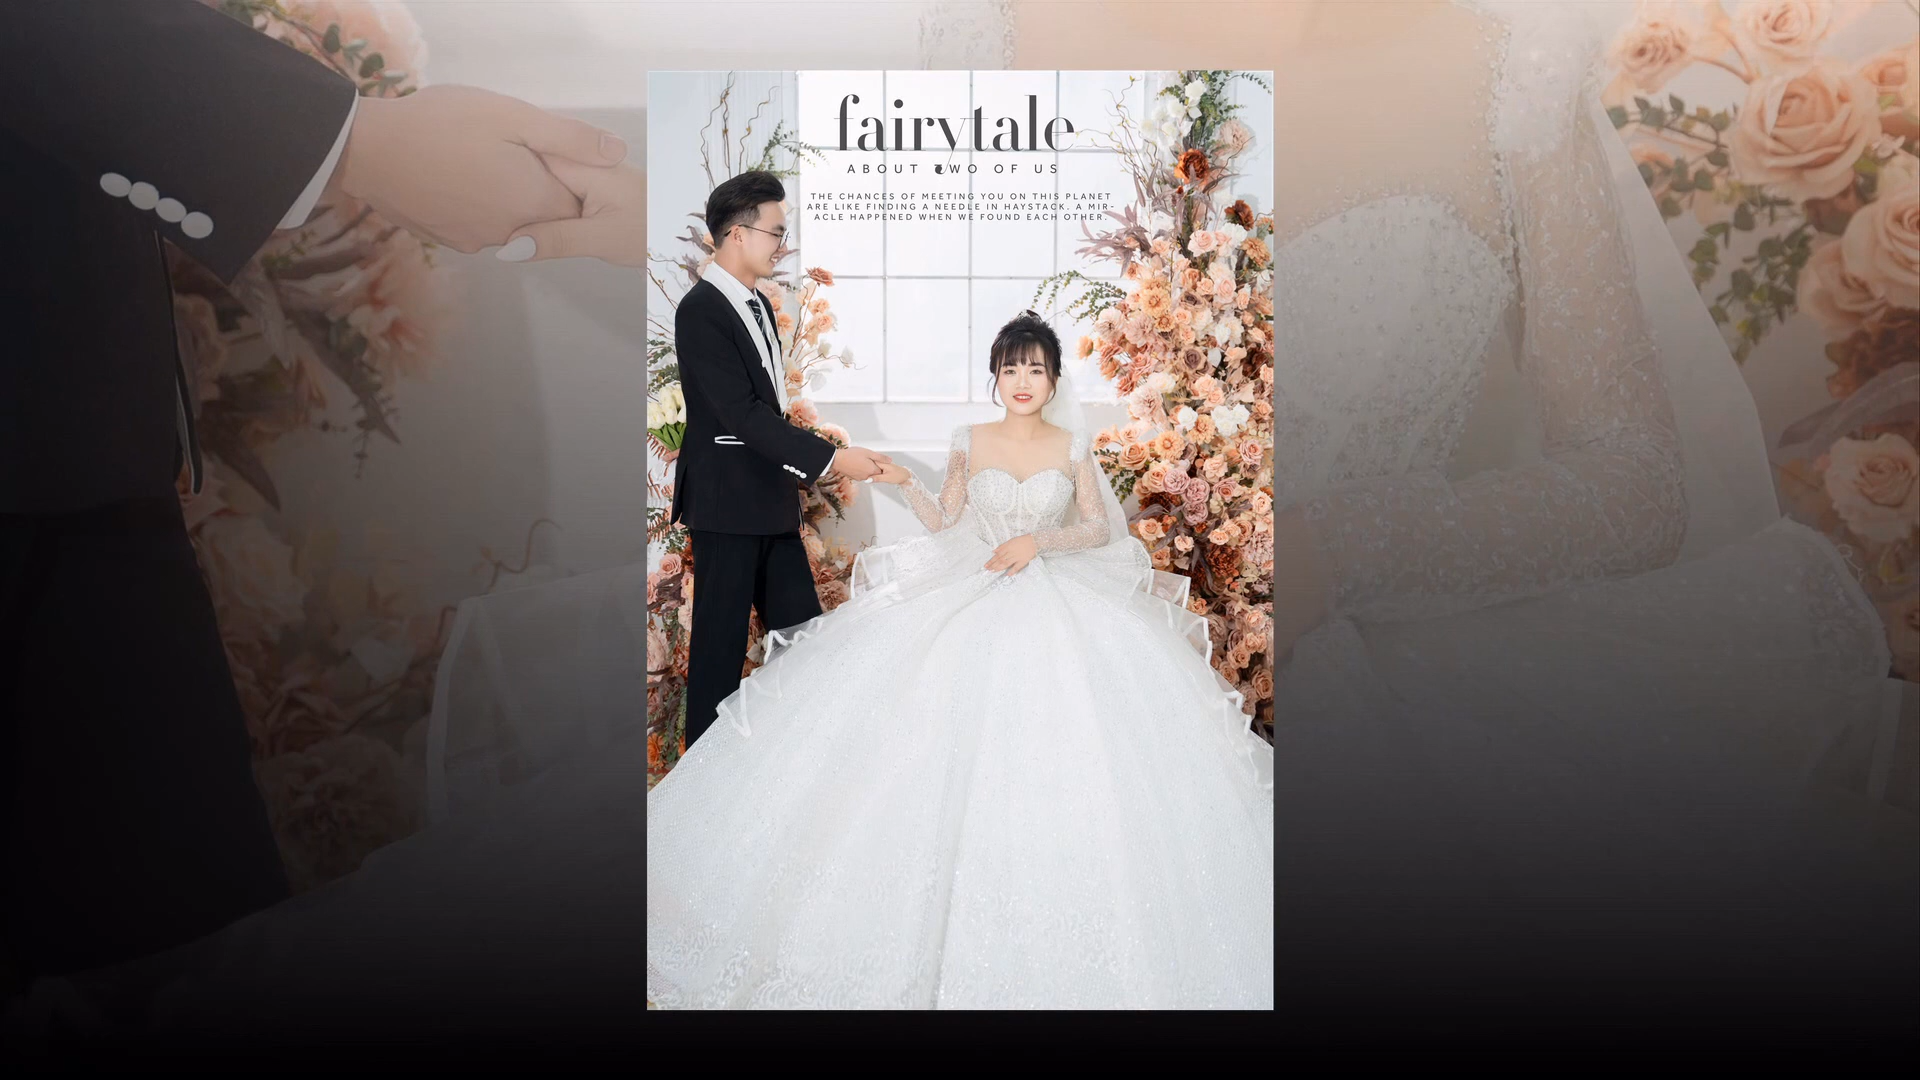 fairytale
ABOUT TWO OF US
THE CHANCES OF MEETING YOU ON THIS PLANET
ARE LIKE FINDING A NEEDLE IN HAYSTACK. A MIR-
ACLE HAPPENED WHEN WE FOUND EACH OTHER.